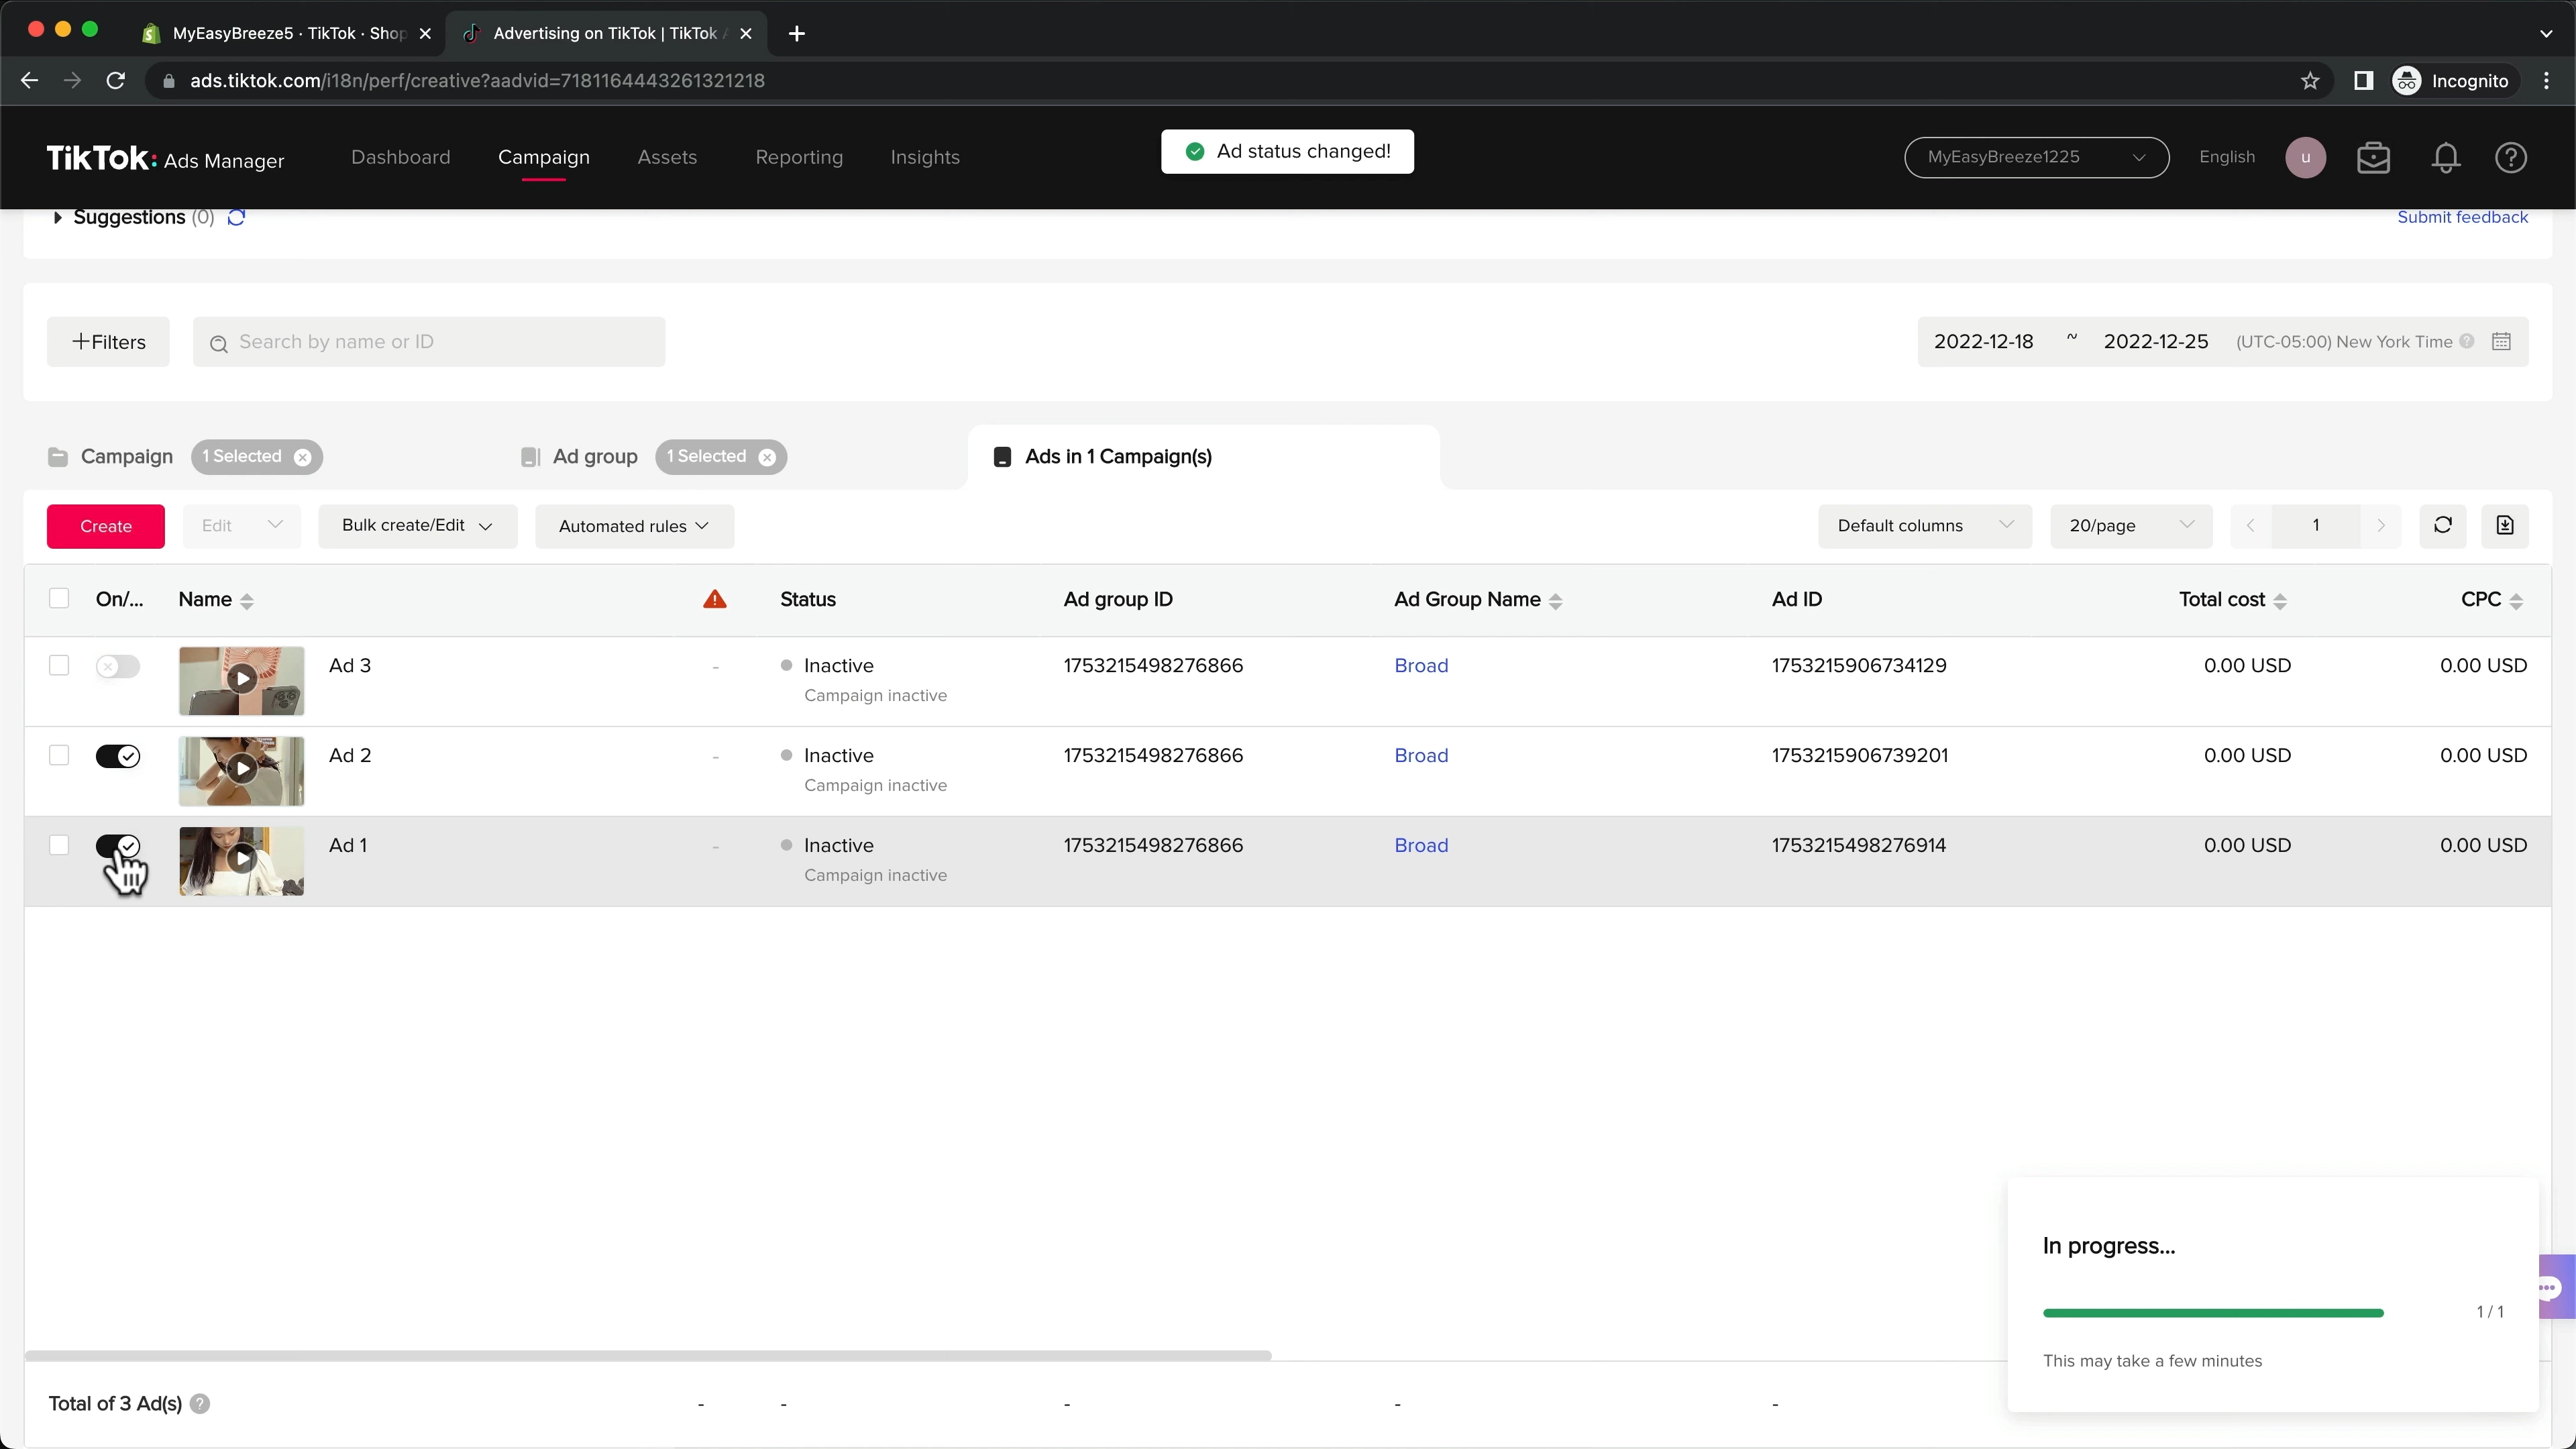 MyEasyBreeze5 · TikTok · Shop
Advertising on TikTok | TikTok A
ads.tiktok.com/i18n/perf/creative?aadvid=7181164443261321218
Incognito
TikTok: Ads Manager
Dashboard
Campaign
Assets
Reporting
Insights
Ad status changed!
MyEasyBreeze1225
English
u
Suggestions (0)
Submit feedback
+Filters
Search by name or ID
2022-12-18 ~ 2022-12-25 (UTC-05:00) New York Time
Campaign 1 Selected
Ad group 1 Selected
Ads in 1 Campaign(s)
Create
Edit
Bulk create/Edit
Automated rules
Default columns
20/page
1
On/... Name Status Ad group ID Ad Group Name Ad ID Total cost CPC
Ad 3 - Inactive 1753215498276866 Broad 1753215906734129 0.00 USD 0.00 USD
Campaign inactive
Ad 2 - Inactive 1753215498276866 Broad 1753215906739201 0.00 USD 0.00 USD
Campaign inactive
Ad 1 - Inactive 1753215498276866 Broad 1753215498276914 0.00 USD 0.00 USD
Campaign inactive
In progress...
1 / 1
This may take a few minutes
Total of 3 Ad(s) - - - - -